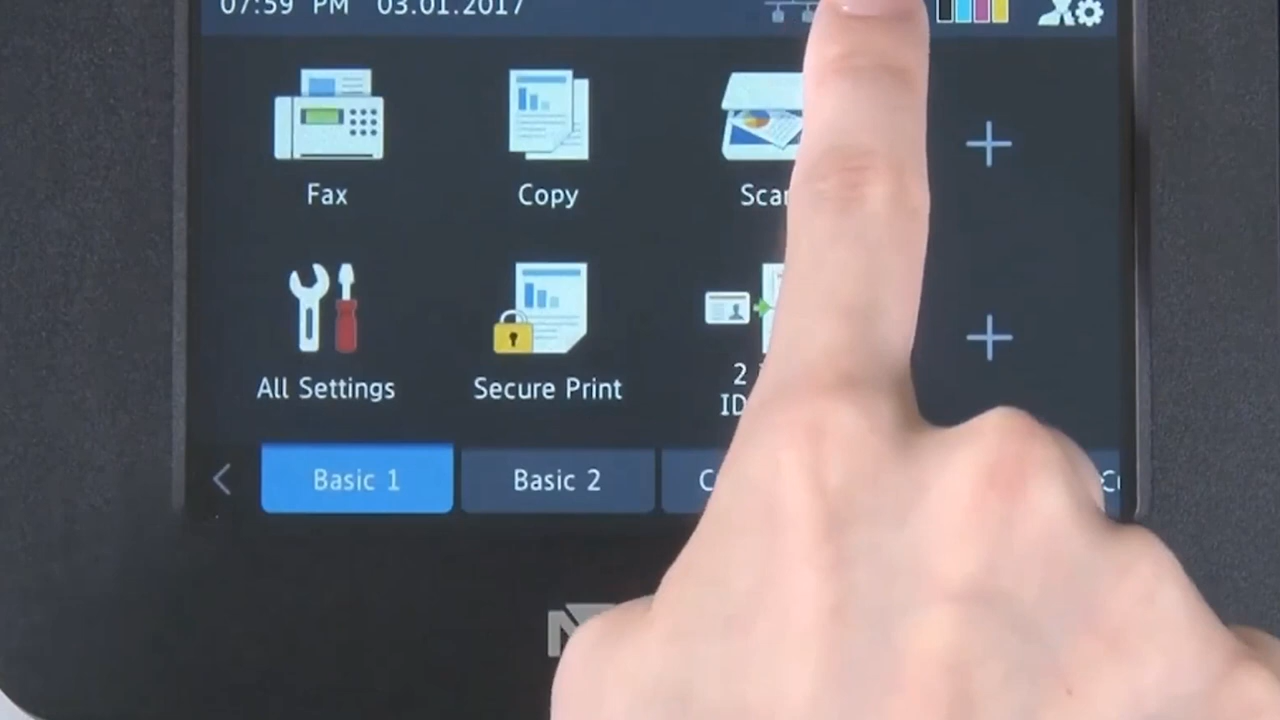 07:59 PM 03.01.2017
Fax Copy Scan
All Settings Secure Print 2
ID
Basic 1 Basic 2